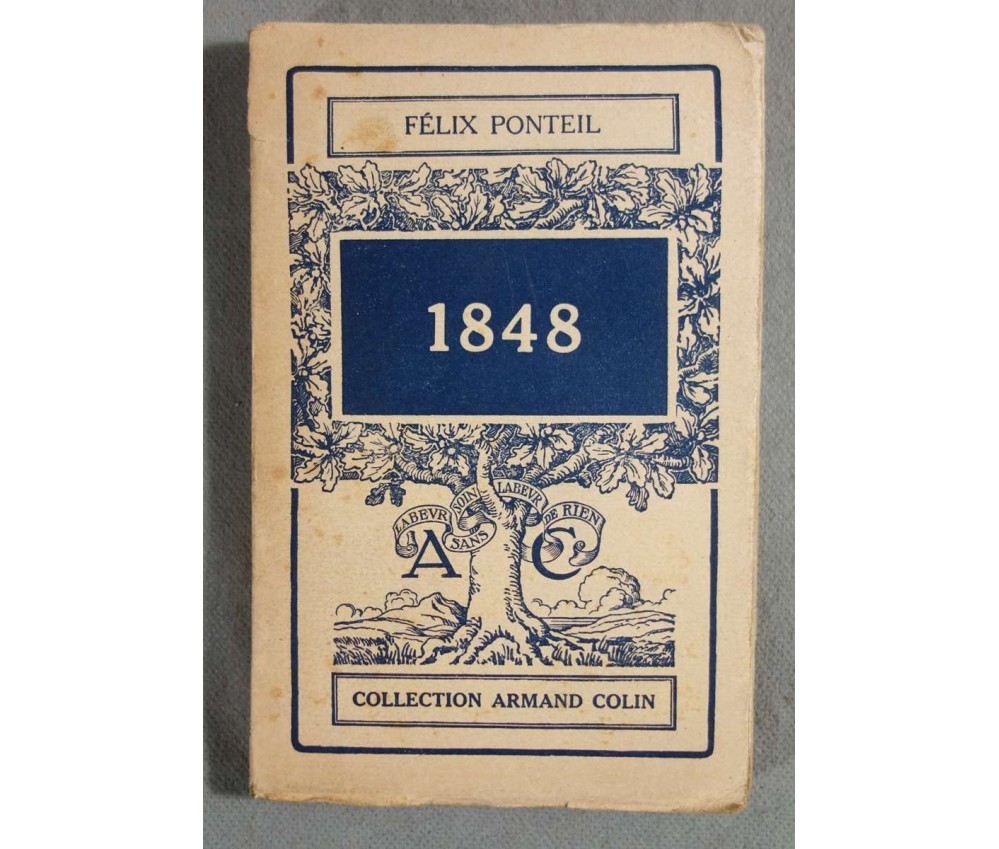 FÉLIX PONTEIL
1848
LABEVR SANS SOIN LABEVR DE RIEN
A C
COLLECTION ARMAND COLIN